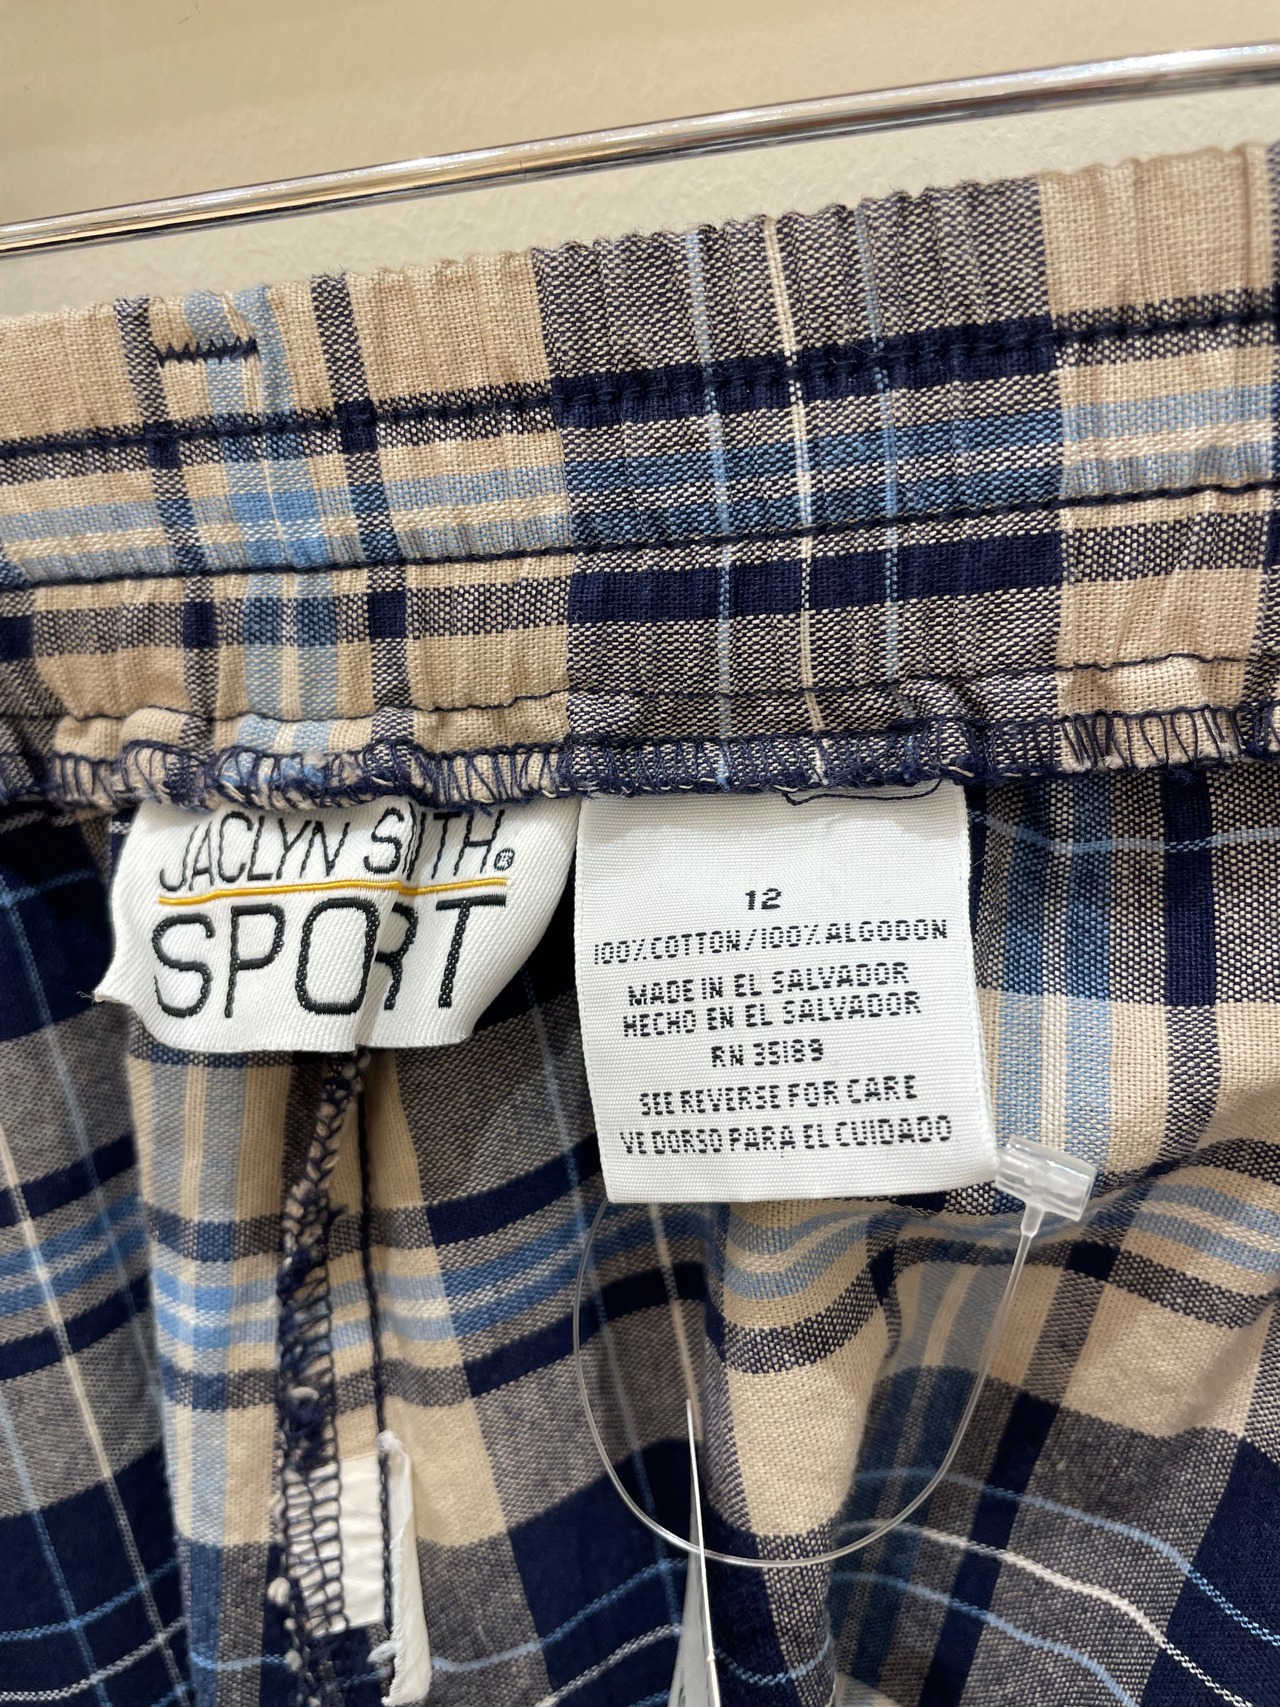 JACLYN SMITH®
SPORT
12
100% COTTON/100% ALGODON
MADE IN EL SALVADOR
HECHO EN EL SALVADOR
RN 35189
SEE REVERSE FOR CARE
VE DORSO PARA EL CUIDADO